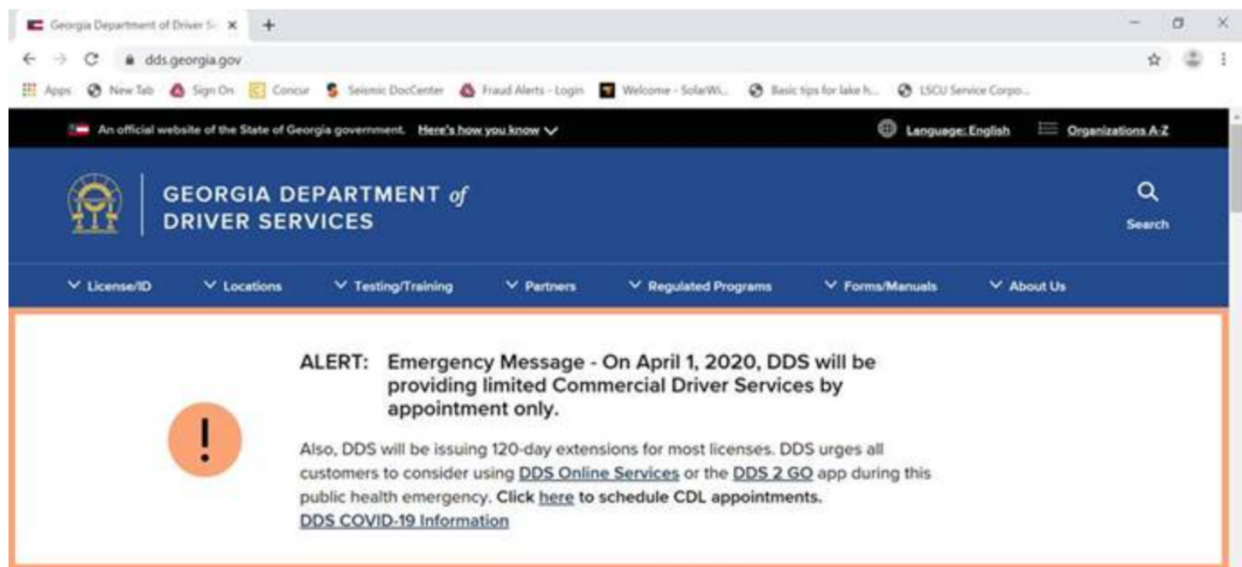 Georgia Department of Driver Se
dds.georgia.gov
Apps New Tab Sign On Concur Seismic DocCenter Fraud Alerts - Login Welcome - SolarWi... Basic tips for lake h... LSCU Service Corpo...
An official website of the State of Georgia government. Here's how you know Language: English Organizations A-Z
GEORGIA DEPARTMENT of
DRIVER SERVICES
Search
License/ID Locations Testing/Training Partners Regulated Programs Forms/Manuals About Us
ALERT: Emergency Message - On April 1, 2020, DDS will be
providing limited Commercial Driver Services by
appointment only.
!
Also, DDS will be issuing 120-day extensions for most licenses. DDS urges all
customers to consider using DDS Online Services or the DDS 2 GO app during this
public health emergency. Click here to schedule CDL appointments.
DDS COVID-19 Information